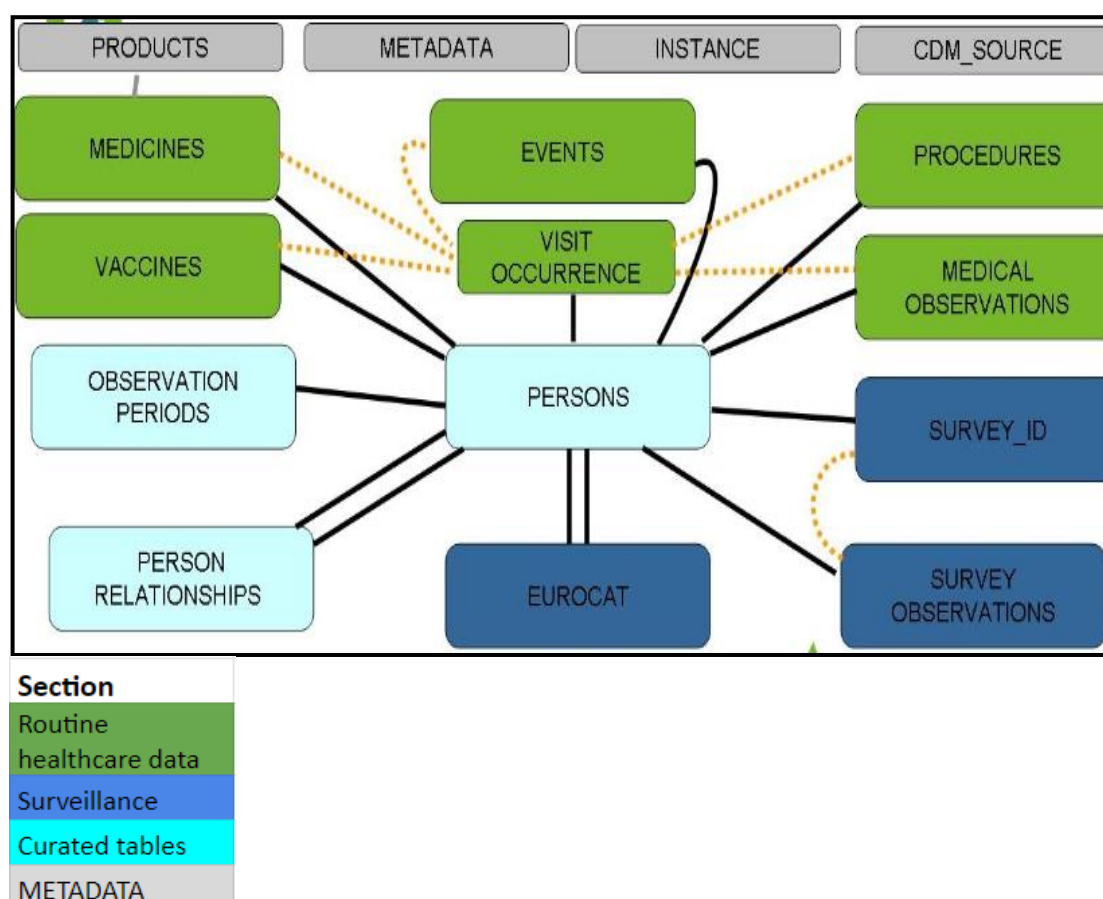 PRODUCTS
METADATA
INSTANCE
CDM_SOURCE
MEDICINES
EVENTS
PROCEDURES
VACCINES
VISIT
OCCURRENCE
MEDICAL
OBSERVATIONS
OBSERVATION
PERIODS
PERSONS
SURVEY_ID
PERSON
RELATIONSHIPS
EUROCAT
SURVEY
OBSERVATIONS
Section
Routine
healthcare data
Surveillance
Curated tables
METADATA